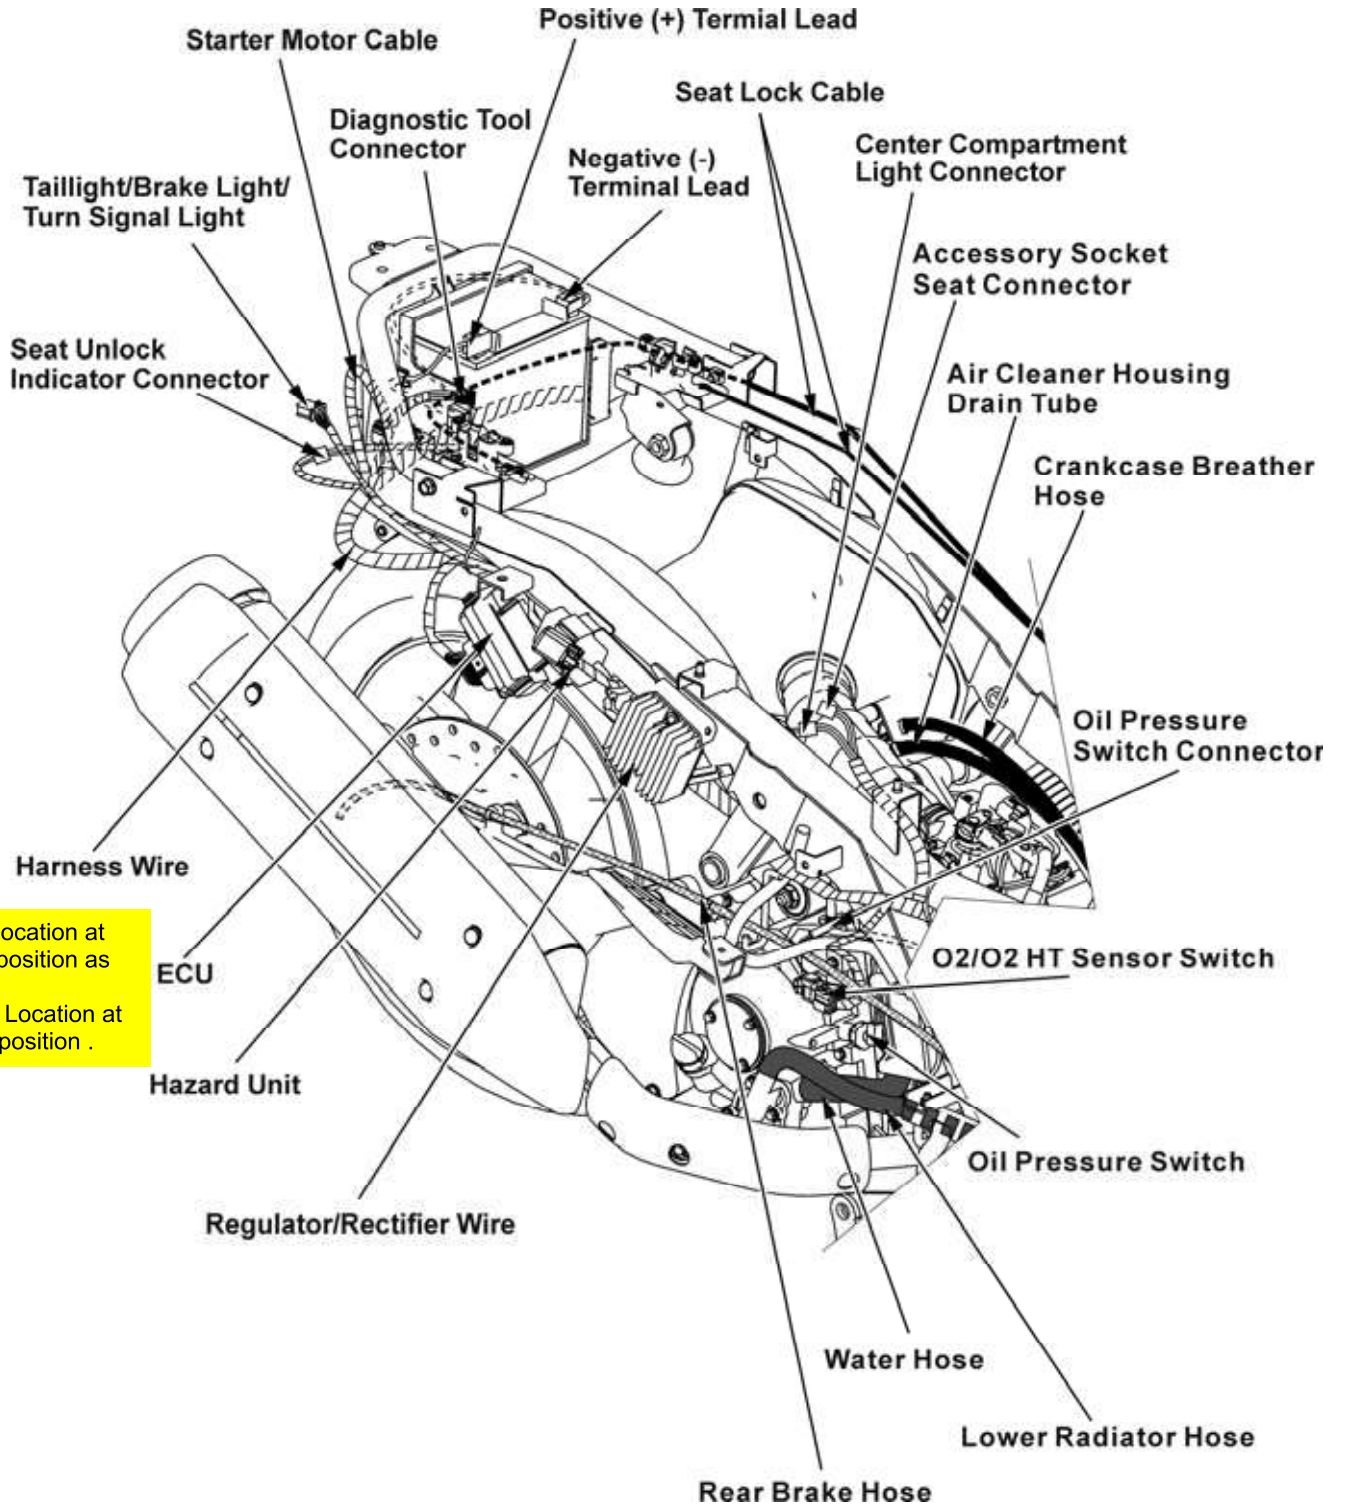 Positive (+) Termial Lead
Starter Motor Cable
Seat Lock Cable
Diagnostic Tool
Connector
Center Compartment
Light Connector
Negative (-)
Terminal Lead
Taillight/Brake Light/
Turn Signal Light
Accessory Socket
Seat Connector
Seat Unlock
Indicator Connector
Air Cleaner Housing
Drain Tube
Crankcase Breather
Hose
Oil Pressure
Switch Connector
Harness Wire
ocation at
position as
Location at
position .
ECU
O2/O2 HT Sensor Switch
Hazard Unit
Oil Pressure Switch
Regulator/Rectifier Wire
Water Hose
Lower Radiator Hose
Rear Brake Hose